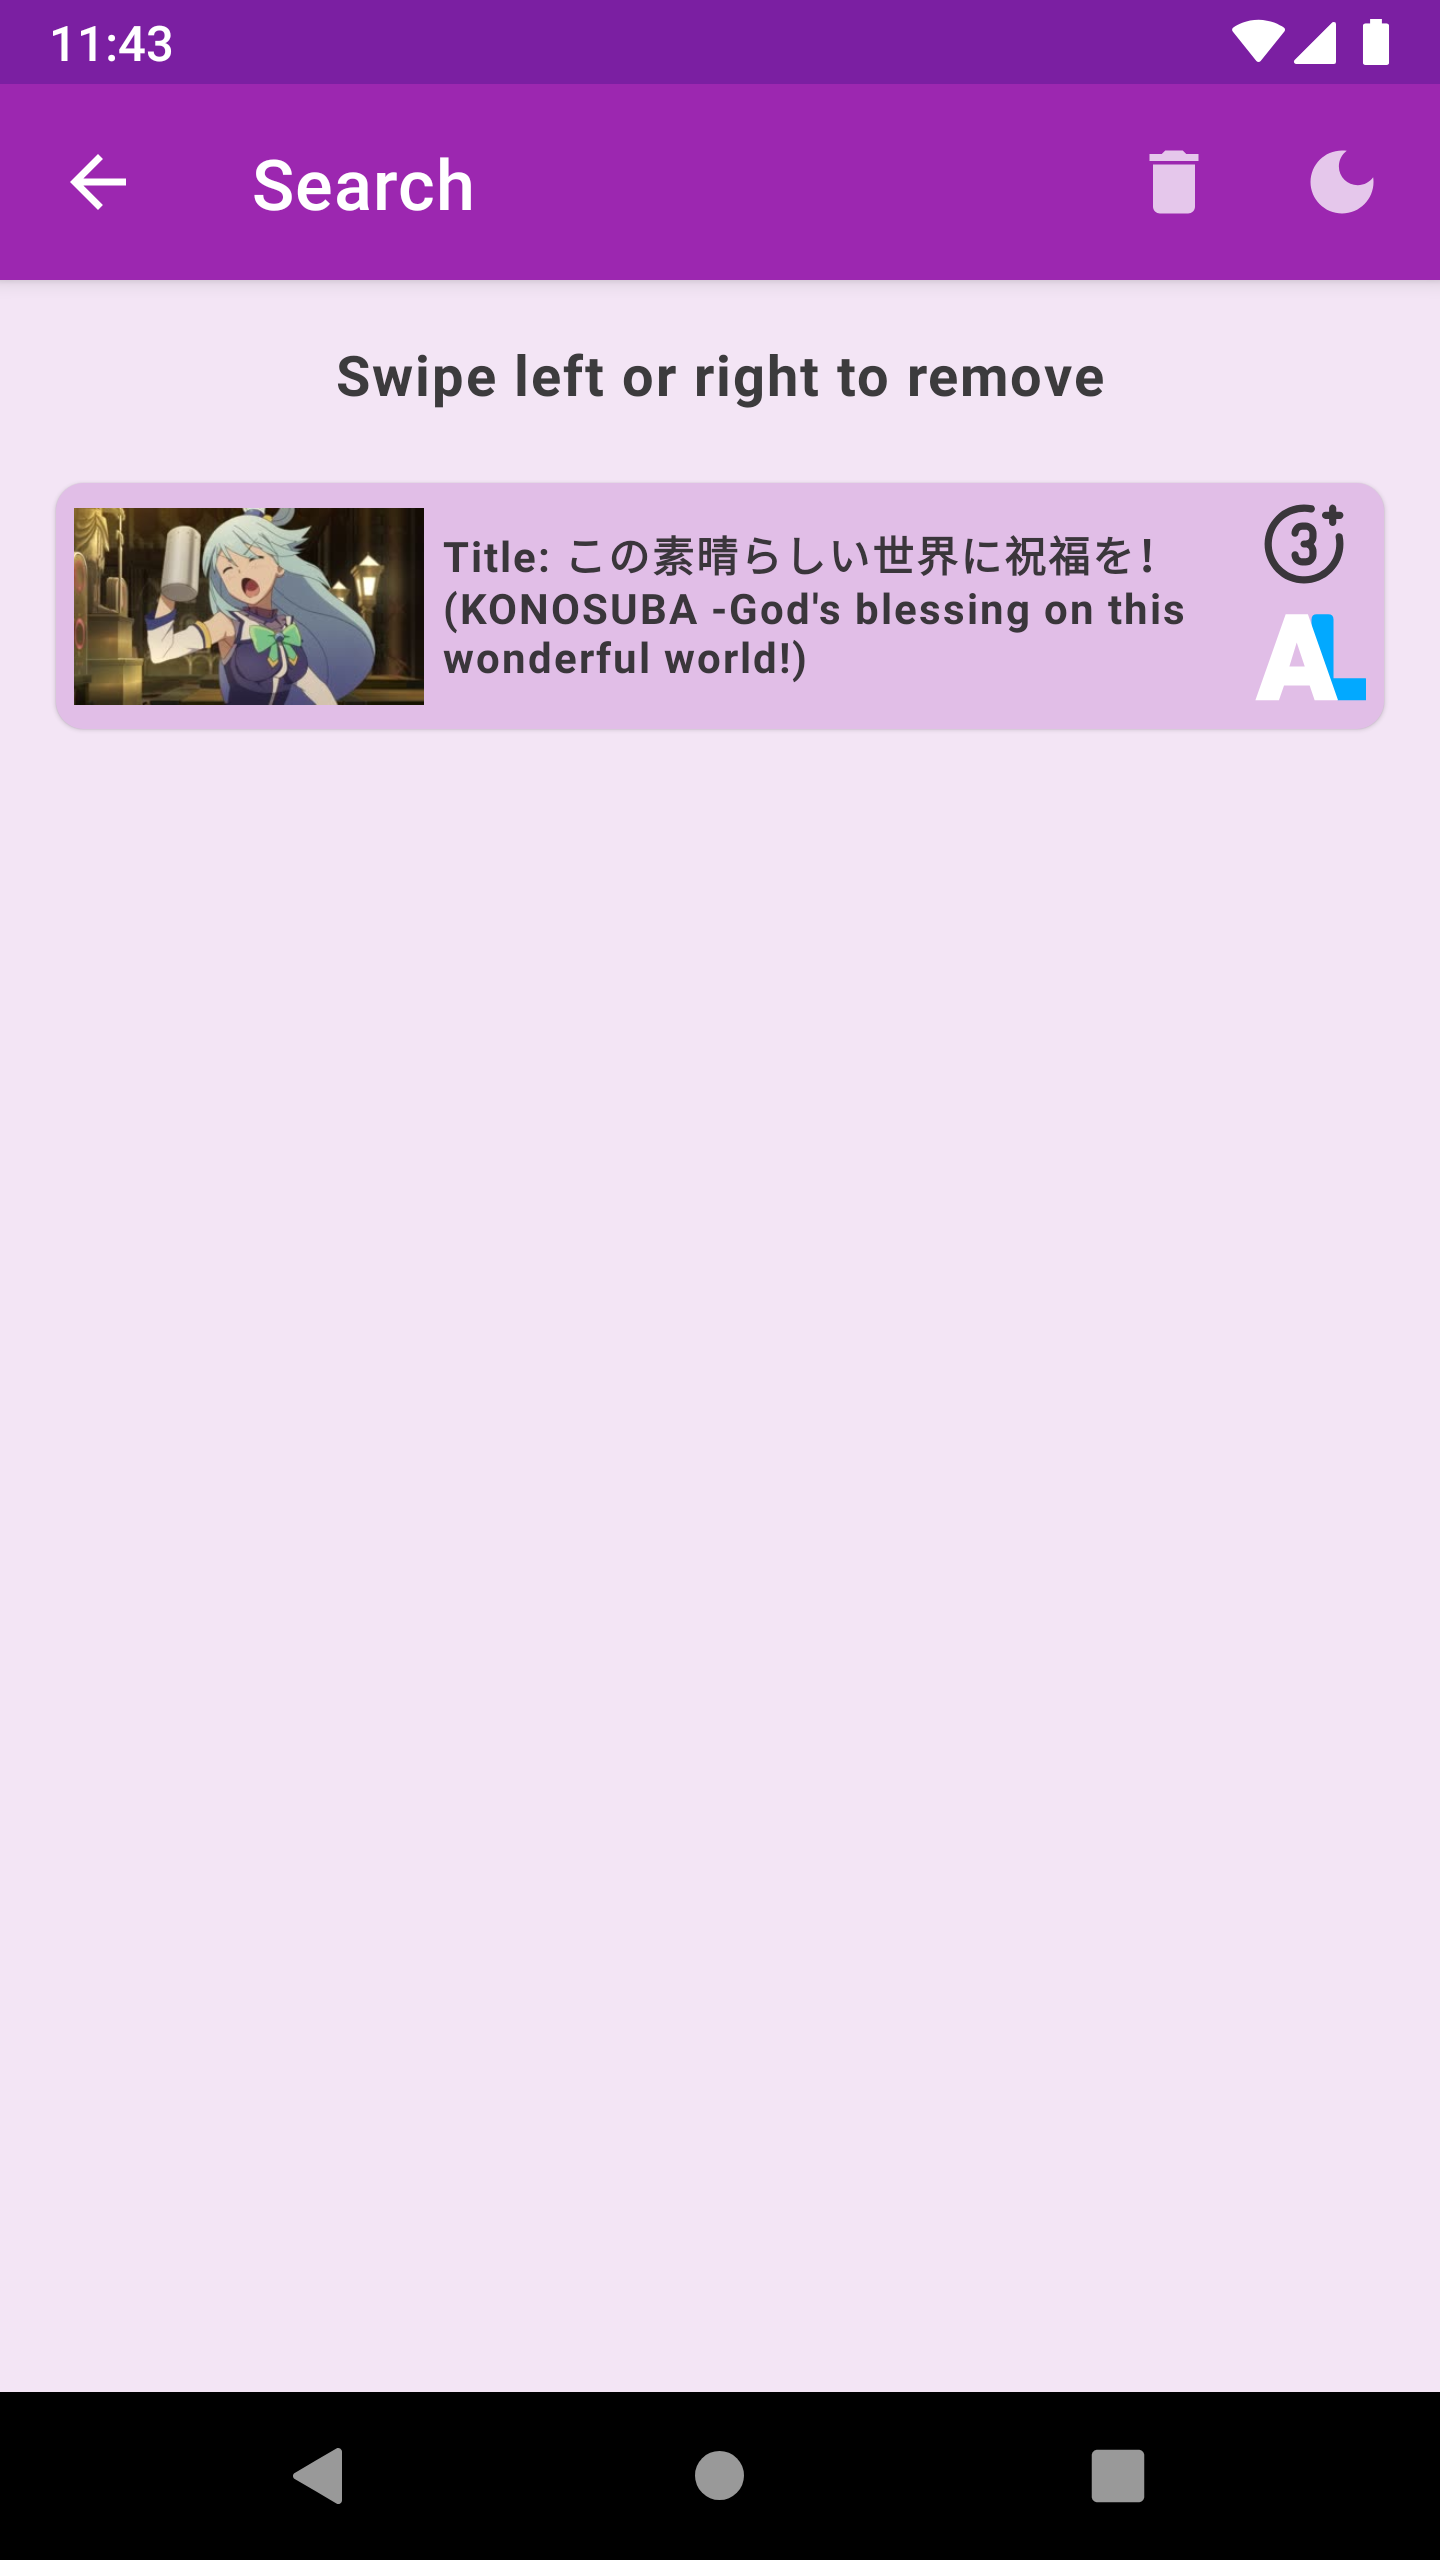 11:43
Search
Swipe left or right to remove
Title: この素晴らしい世界に祝福を！
(KONOSUBA -God's blessing on this
wonderful world!)
3+
AL